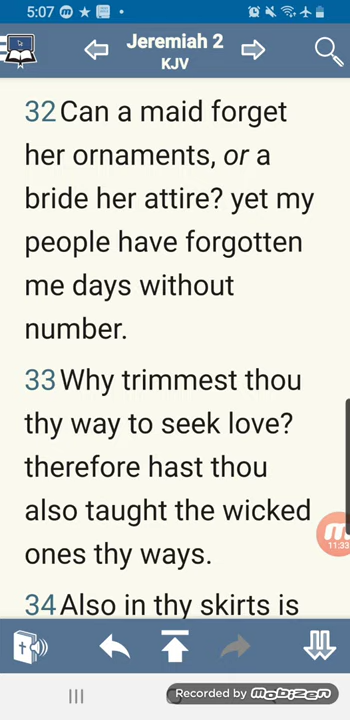 5:07
Jeremiah 2
KJV
32 Can a maid forget
her ornaments, or a
bride her attire? yet my
people have forgotten
me days without
number.
33 Why trimmest thou
thy way to seek love?
therefore hast thou
also taught the wicked
ones thy ways.
11:33
34 Also in thy skirts is
Recorded by mobizen